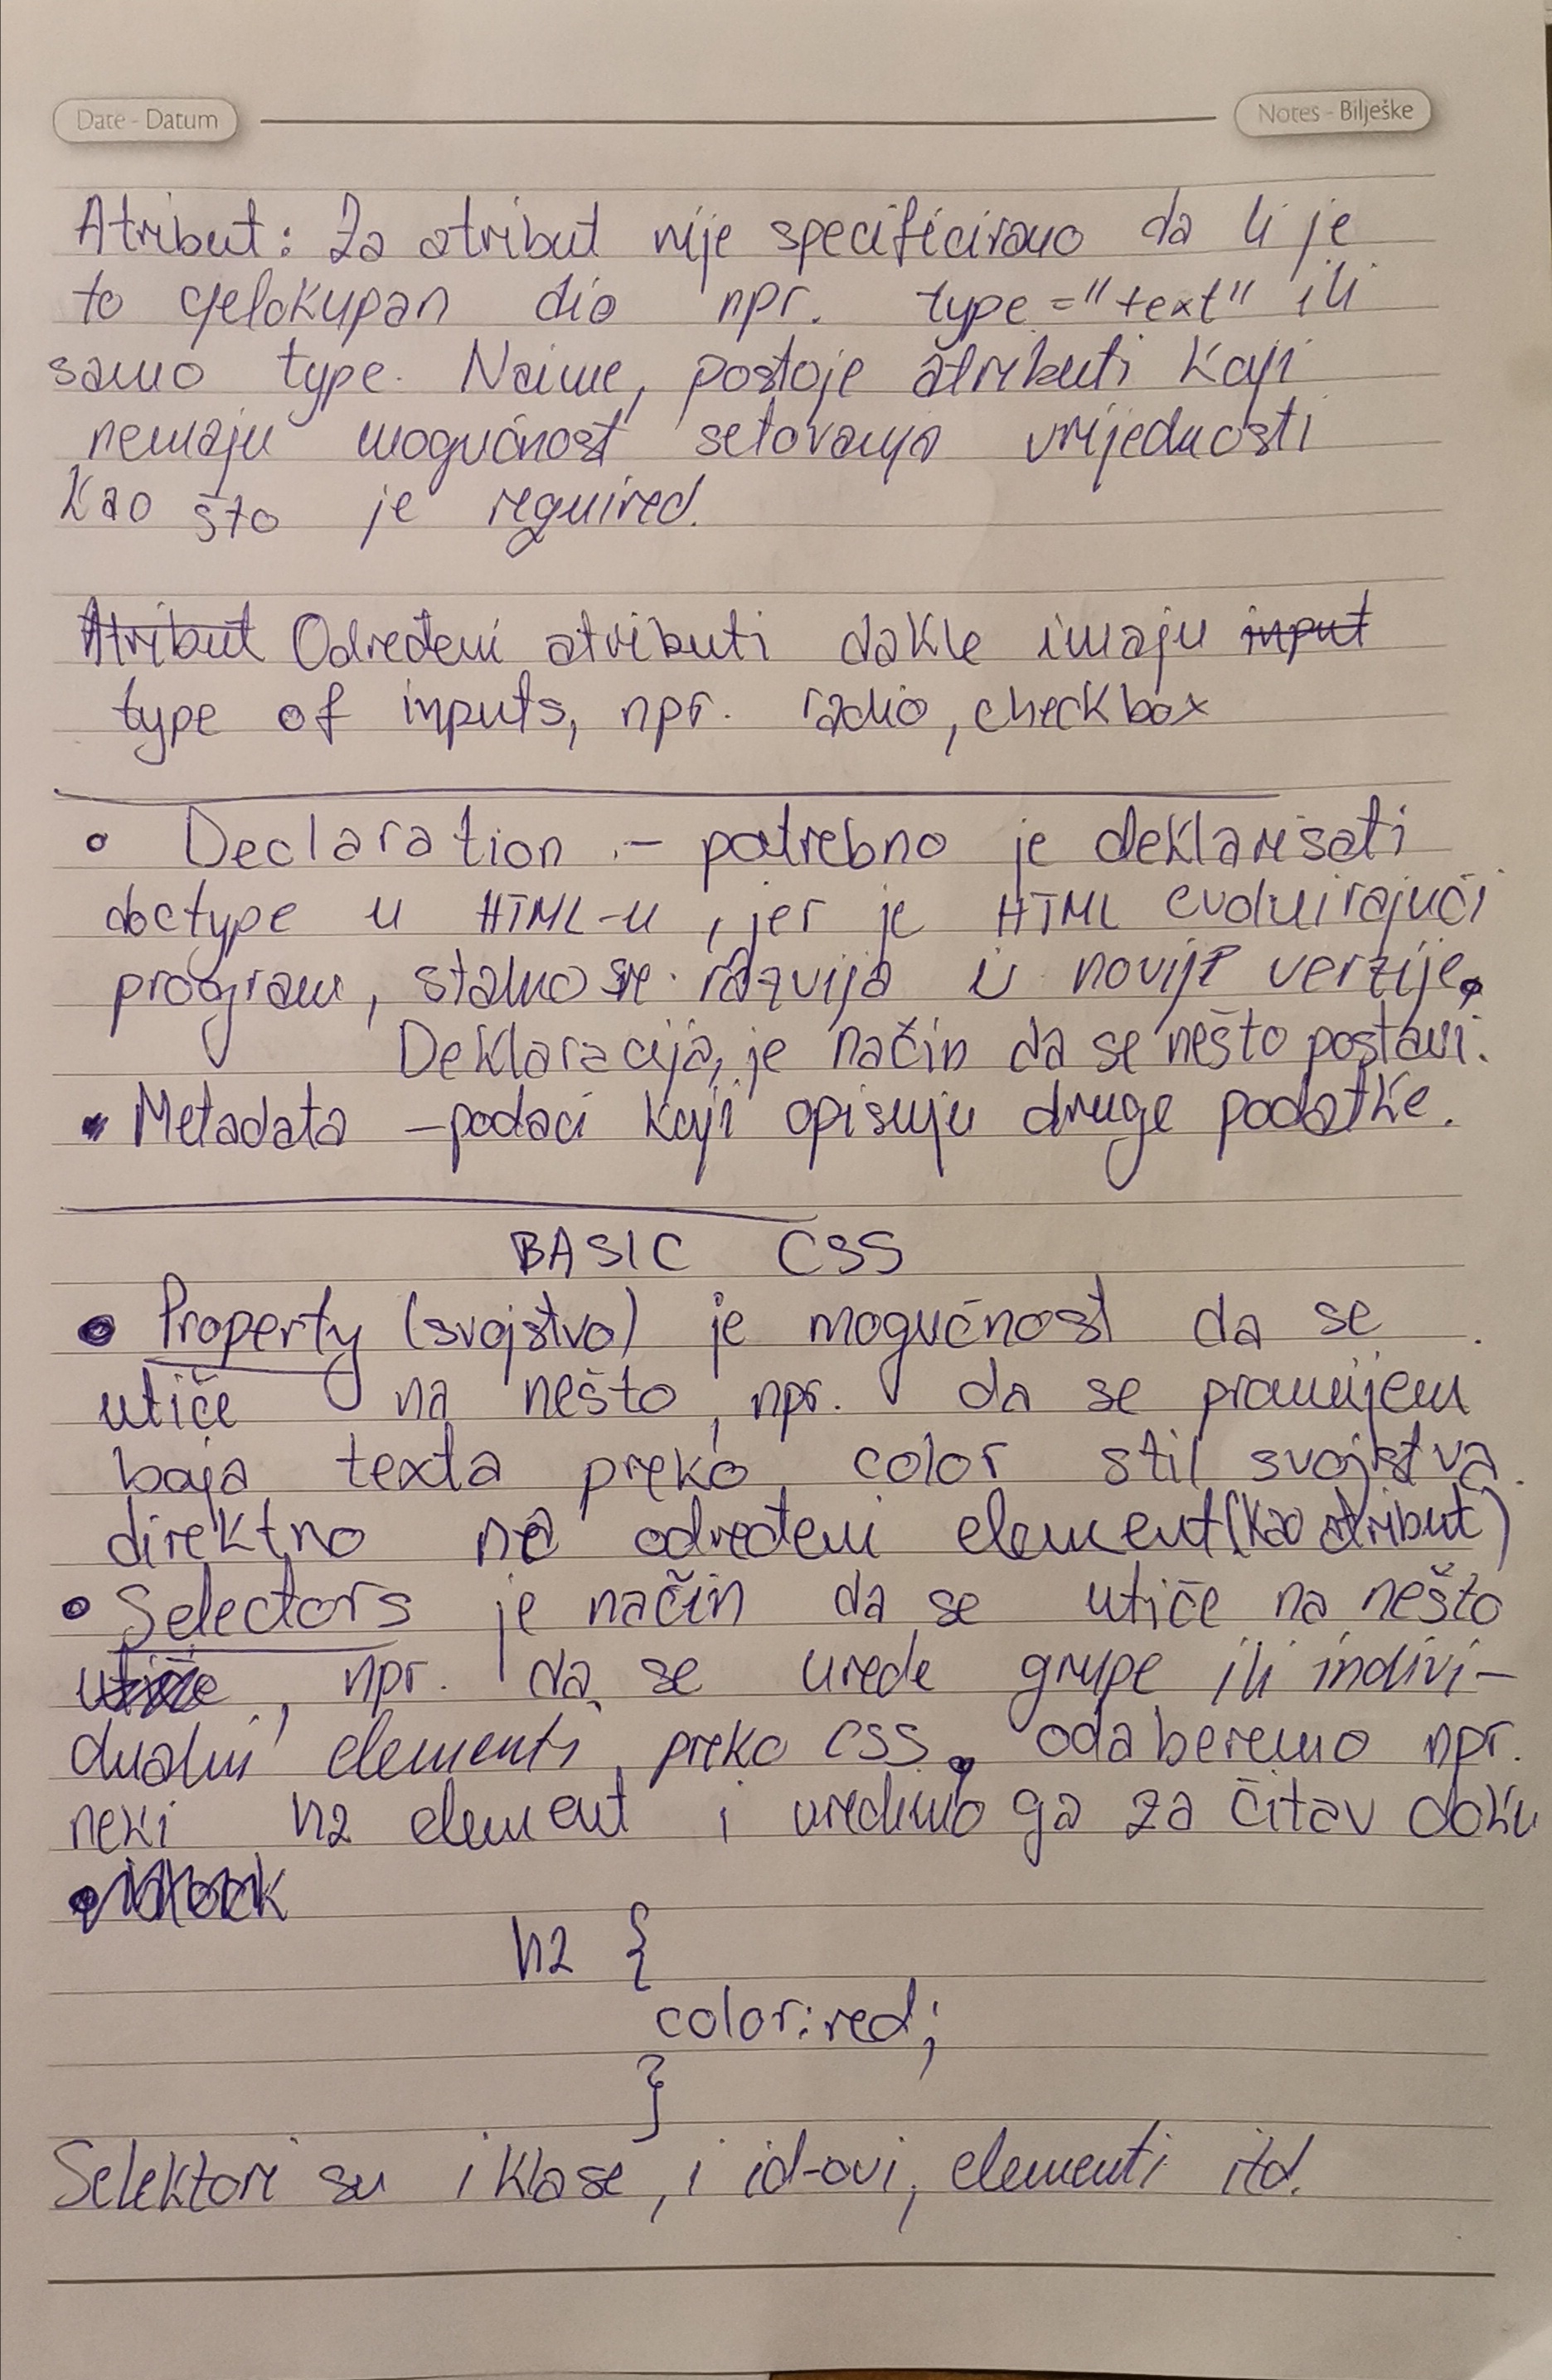 Date - Datum
Notes - Bilješke
Atribut: Za atribut nije specificirano da li je
to cjelokupan dio npr. type="text" ili
samo type. Naime, postoje atributi koji
nemaju mogućnost setovanja vrijednosti
kao što je required.
Atribut Određeni atributi dakle imaju input
type of inputs, npr. radio, checkbox
Declaration - potrebno je deklarisati
doctype u HTML-u, jer je HTML evoluirajući
program, stalno se razvija u novije verzije.
Deklaracija, je način da se nešto postavi.
Metadata - podaci koji opisuju druge podatke.
BASIC CSS
Property (svojstvo) je mogućnost da se
utiče na nešto, npr. da se promijeni
boja texta preko color stil svojstva
direktno na određeni element (kao atribut)
Selectors je način da se utiče na nešto
utiče, npr. da se urede grupe ili indivi-
dualni elementi preko CSS. odaberemo npr.
neki h2 element i uredimo ga za čitav doku
h2 {
color:red;
}
Selektori su i klase, i id-ovi, elementi itd.